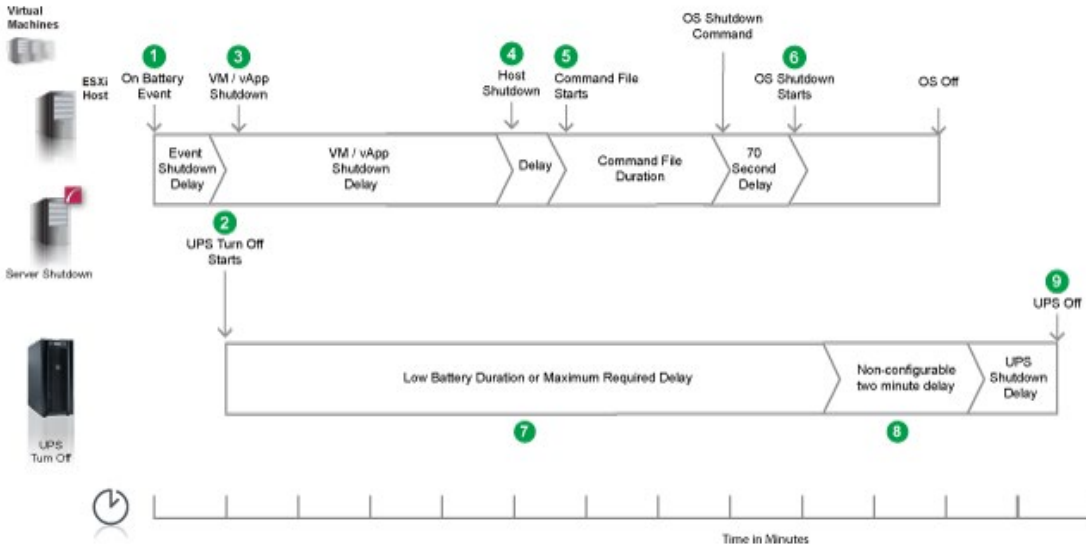 Virtual
Machines
ESXi
Host
Server Shutdown
UPS
Turn Off
1
On Battery
Event
3
VM / vApp
Shutdown
4
Host
Shutdown
5
Command File
Starts
OS Shutdown
Command
6
OS Shutdown
Starts
OS Off
Event
Shutdown
Delay
VM / vApp
Shutdown
Delay
Delay
Command File
Duration
70
Second
Delay
2
UPS Turn Off
Starts
9
UPS Off
Low Battery Duration or Maximum Required Delay
Non-configurable
two minute delay
UPS
Shutdown
Delay
7
8
Time in Minutes